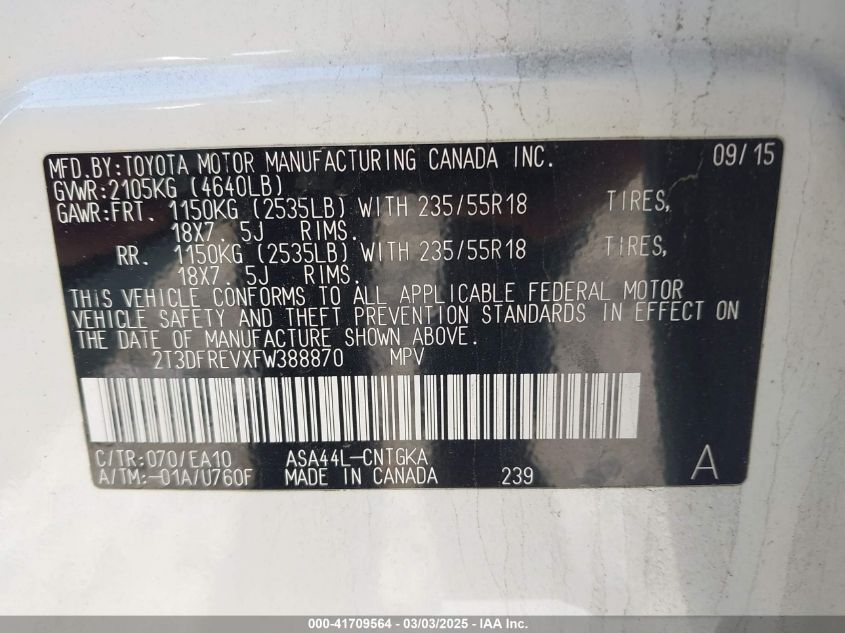 MFD.BY:TOYOTA MOTOR MANUFACTURING CANADA INC. 09/15
GVWR:2105KG (4640LB)
GAWR:FRT. 1150KG (2535LB) WITH 235/55R18 TIRES,
18X7.5J RIMS.
RR. 1150KG (2535LB) WITH 235/55R18 TIRES,
18X7.5J RIMS.
THIS VEHICLE CONFORMS TO ALL APPLICABLE FEDERAL MOTOR
VEHICLE SAFETY AND THEFT PREVENTION STANDARDS IN EFFECT ON
THE DATE OF MANUFACTURE SHOWN ABOVE.
2T3DFREVXFW388870 MPV
C/TR:070/EA10 ASA44L-CNTGKA
A/TM:-01A/U760F MADE IN CANADA 239 A
000-41709564 - 03/03/2025 - IAA Inc.